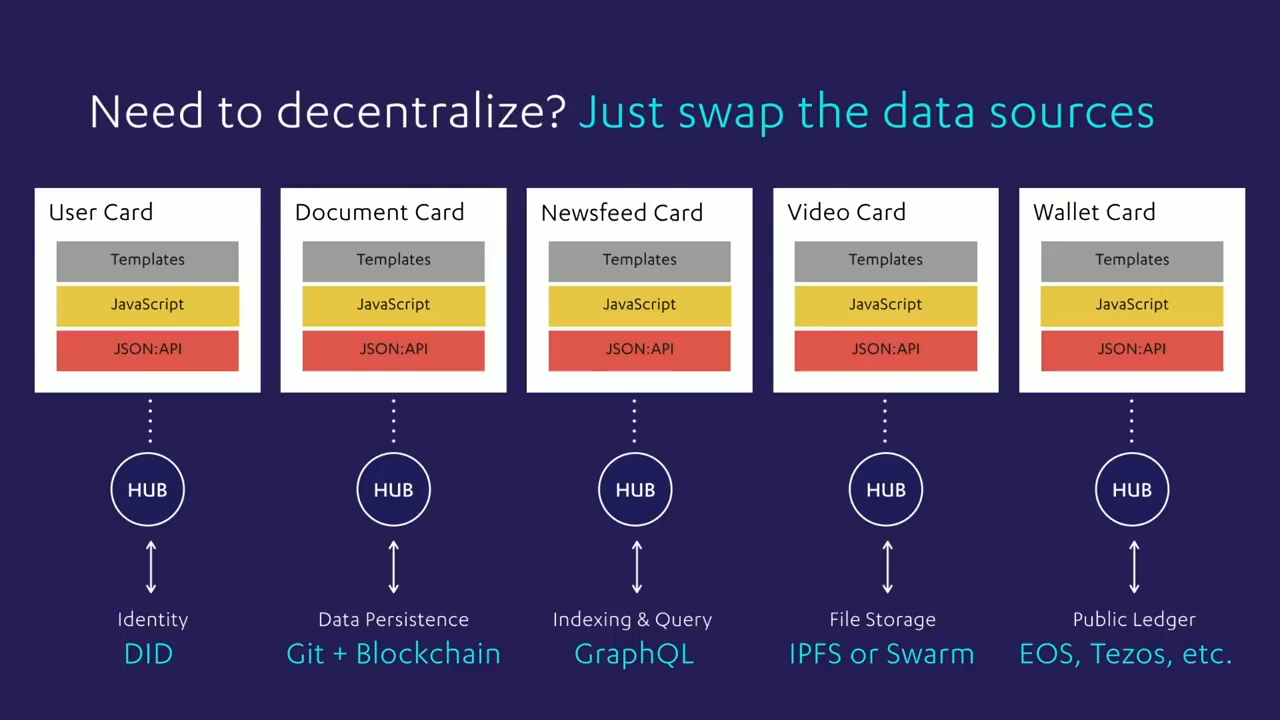 Need to decentralize? Just swap the data sources
User Card
Templates
JavaScript
JSON:API
HUB
Identity
DID
Document Card
Templates
JavaScript
JSON:API
HUB
Data Persistence
Git + Blockchain
Newsfeed Card
Templates
JavaScript
JSON:API
HUB
Indexing & Query
GraphQL
Video Card
Templates
JavaScript
JSON:API
HUB
File Storage
IPFS or Swarm
Wallet Card
Templates
JavaScript
JSON:API
HUB
Public Ledger
EOS, Tezos, etc.